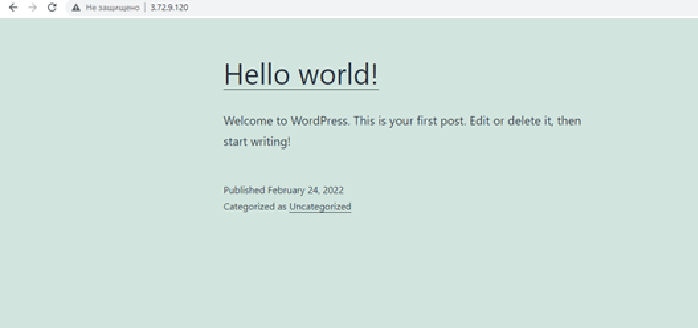 Не защищено | 3.72.9.120
Hello world!
Welcome to WordPress. This is your first post. Edit or delete it, then
start writing!
Published February 24, 2022
Categorized as Uncategorized